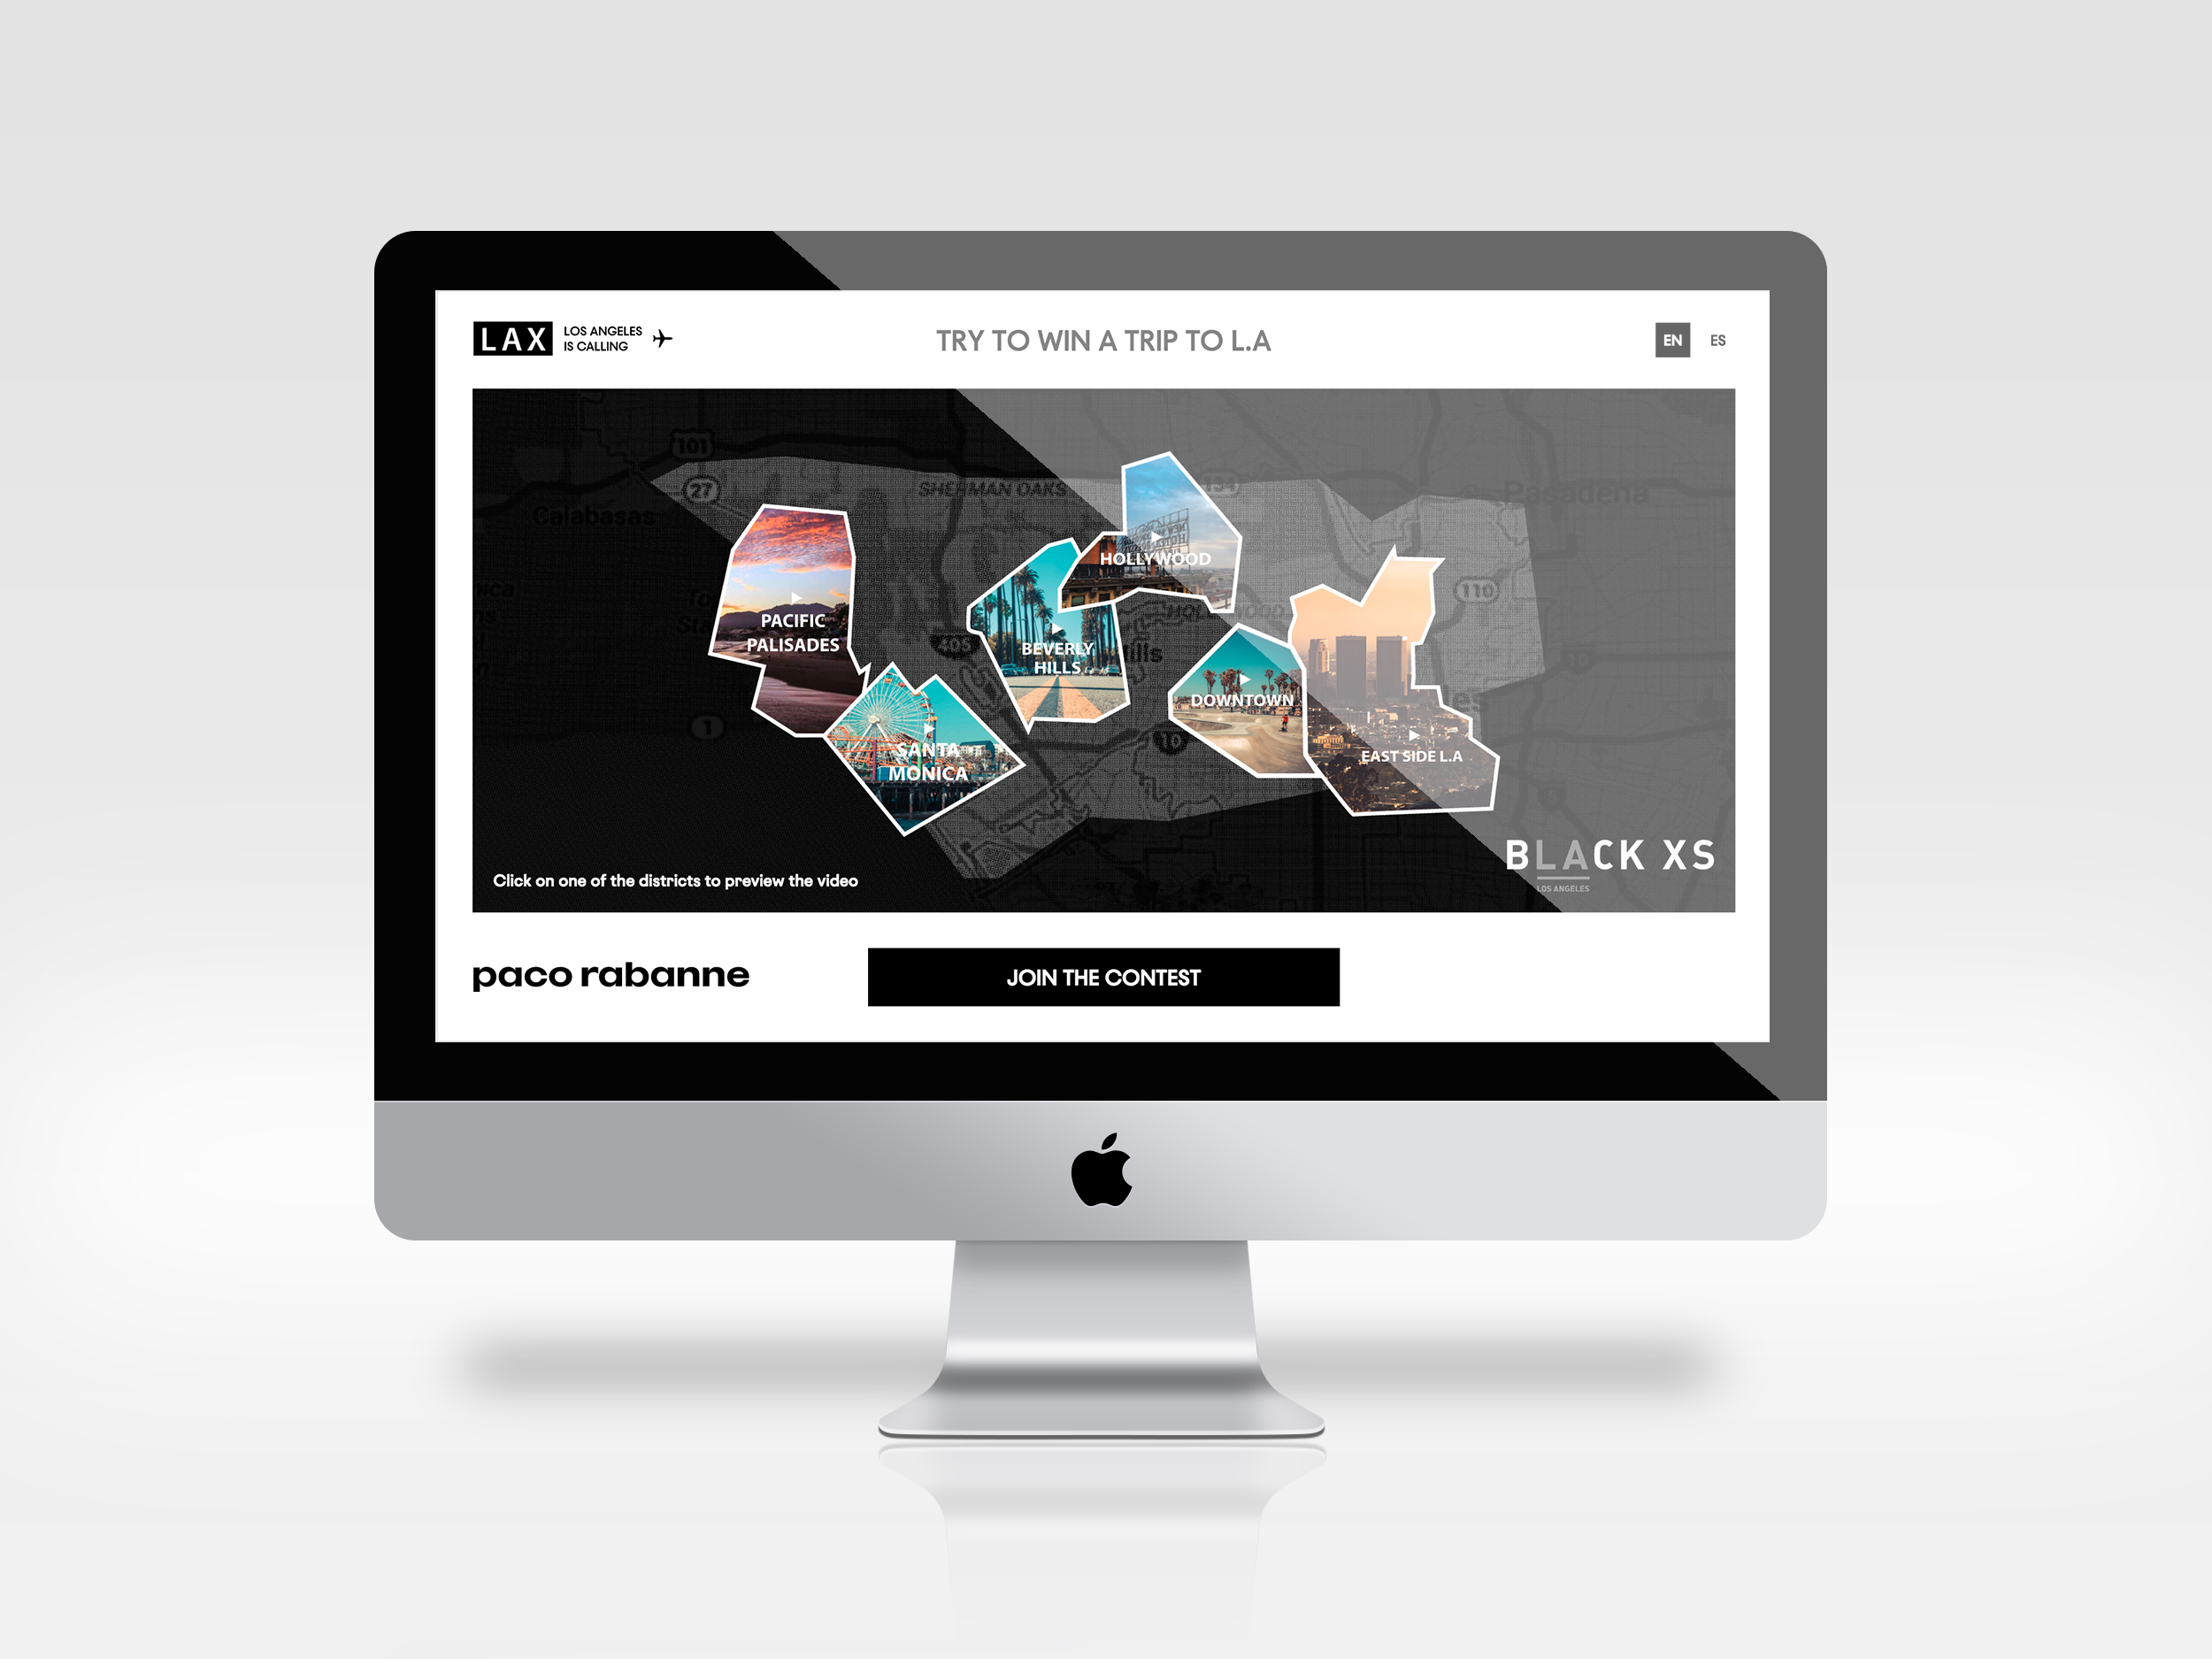 LAX
LOS ANGELES
IS CALLING
TRY TO WIN A TRIP TO L.A
EN
ES
101
27
Calabasas
SHERMAN OAKS
Pasadena
HOLLYWOOD
PACIFIC
PALISADES
BEVERLY
HILLS
110
405
DOWNTOWN
10
EAST SIDE L.A
1
SANTA
MONICA
BLACK XS
LOS ANGELES
Click on one of the districts to preview the video
paco rabanne
JOIN THE CONTEST